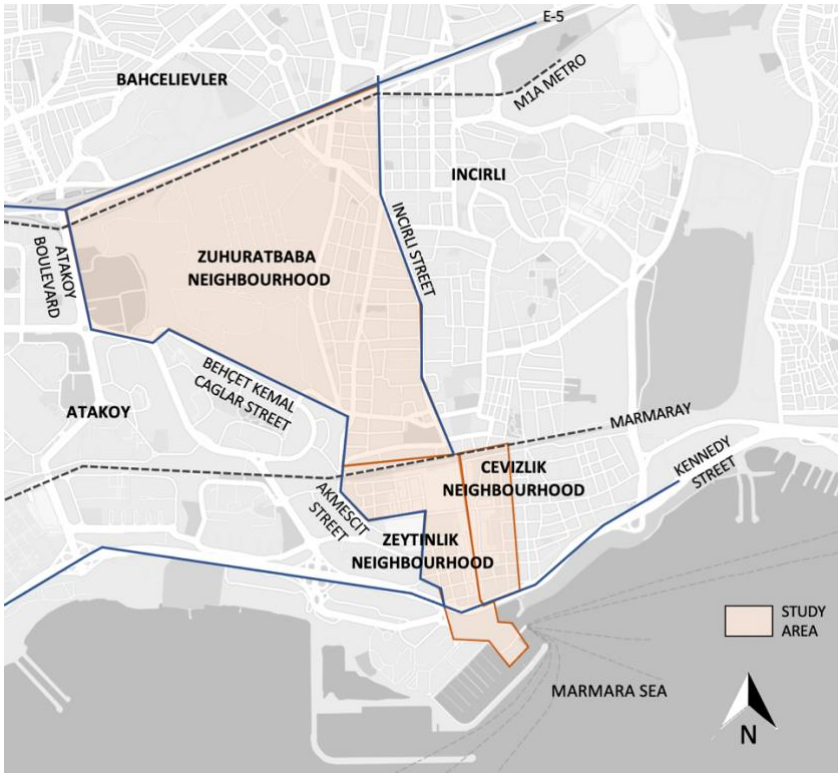 E-5
BAHCELIEVLER
M1A METRO
INCIRLI
ZUHURATBABA
NEIGHBOURHOOD
INCIRLI STREET
ATAKOY
BOULEVARD
BEHÇET KEMAL
CAGLAR STREET
ATAKOY
MARMARAY
CEVIZLIK
NEIGHBOURHOOD
KENNEDY
STREET
AKMESCIT
STREET
ZEYTINLIK
NEIGHBOURHOOD
STUDY
AREA
MARMARA SEA
N